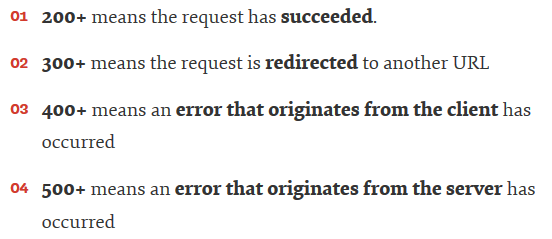 01 200+ means the request has succeeded.
02 300+ means the request is redirected to another URL
03 400+ means an error that originates from the client has
occurred
04 500+ means an error that originates from the server has
occurred